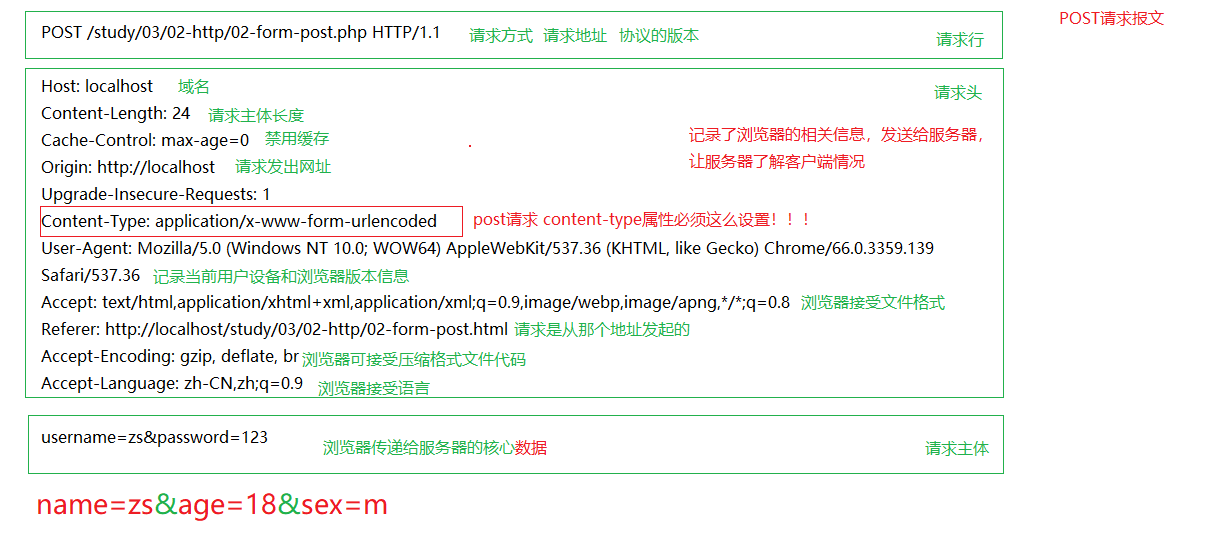 POST请求报文
POST /study/03/02-http/02-form-post.php HTTP/1.1 请求方式 请求地址 协议的版本 请求行
Host: localhost 域名 请求头
Content-Length: 24 请求主体长度
Cache-Control: max-age=0 禁用缓存 记录了浏览器的相关信息，发送给服务器，
让服务器了解客户端情况
Origin: http://localhost 请求发出网址
Upgrade-Insecure-Requests: 1
Content-Type: application/x-www-form-urlencoded post请求 content-type属性必须这么设置！！！
User-Agent: Mozilla/5.0 (Windows NT 10.0; WOW64) AppleWebKit/537.36 (KHTML, like Gecko) Chrome/66.0.3359.139
Safari/537.36 记录当前用户设备和浏览器版本信息
Accept: text/html,application/xhtml+xml,application/xml;q=0.9,image/webp,image/apng,*/*;q=0.8 浏览器接受文件格式
Referer: http://localhost/study/03/02-http/02-form-post.html 请求是从那个地址发起的
Accept-Encoding: gzip, deflate, br 浏览器可接受压缩格式文件代码
Accept-Language: zh-CN,zh;q=0.9 浏览器接受语言
username=zs&password=123 浏览器传递给服务器的核心数据 请求主体
name=zs&age=18&sex=m